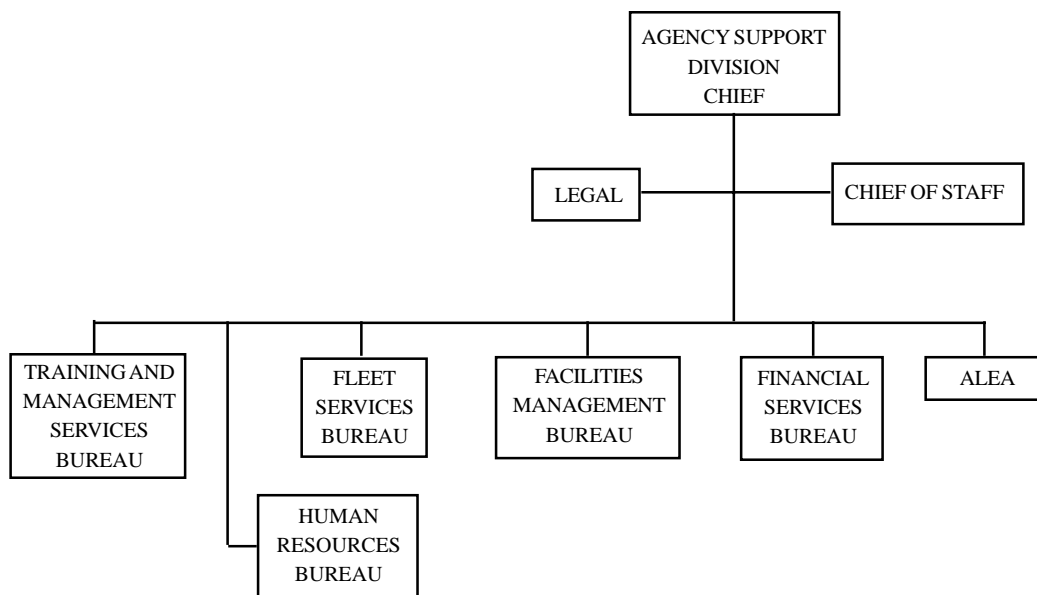 AGENCY SUPPORT
DIVISION
CHIEF
LEGAL
CHIEF OF STAFF
TRAINING AND
MANAGEMENT
SERVICES
BUREAU
FLEET
SERVICES
BUREAU
FACILITIES
MANAGEMENT
BUREAU
FINANCIAL
SERVICES
BUREAU
ALEA
HUMAN
RESOURCES
BUREAU